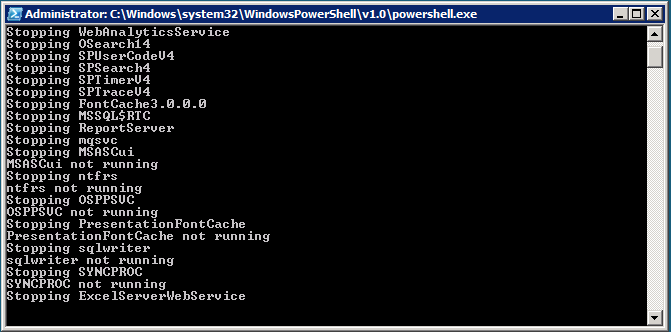 Administrator: C:\Windows\system32\WindowsPowerShell\v1.0\powershell.exe
Stopping WebAnalyticsService
Stopping OSearch14
Stopping SPUserCodeV4
Stopping SPSearch4
Stopping SPTimerV4
Stopping SPTraceV4
Stopping FontCache3.0.0.0
Stopping MSSQL$RTC
Stopping ReportServer
Stopping mqsvc
Stopping MSASCui
MSASCui not running
Stopping ntfrs
ntfrs not running
Stopping OSPPSVC
OSPPSVC not running
Stopping PresentationFontCache
PresentationFontCache not running
Stopping sqlwriter
sqlwriter not running
Stopping SYNCPROC
SYNCPROC not running
Stopping ExcelServerWebService